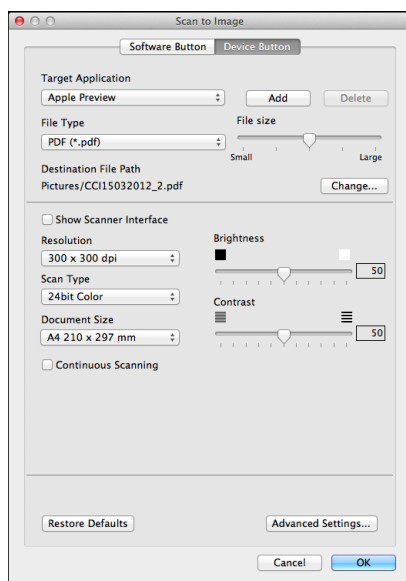 Scan to Image
Software Button Device Button
Target Application
Apple Preview Add Delete
File Type File size
PDF (*.pdf)
Small Large
Destination File Path
Pictures/CCI15032012_2.pdf Change...
Show Scanner Interface
Resolution Brightness
300 x 300 dpi
50
Scan Type
24bit Color Contrast
Document Size
A4 210 x 297 mm 50
Continuous Scanning
Restore Defaults Advanced Settings...
Cancel OK